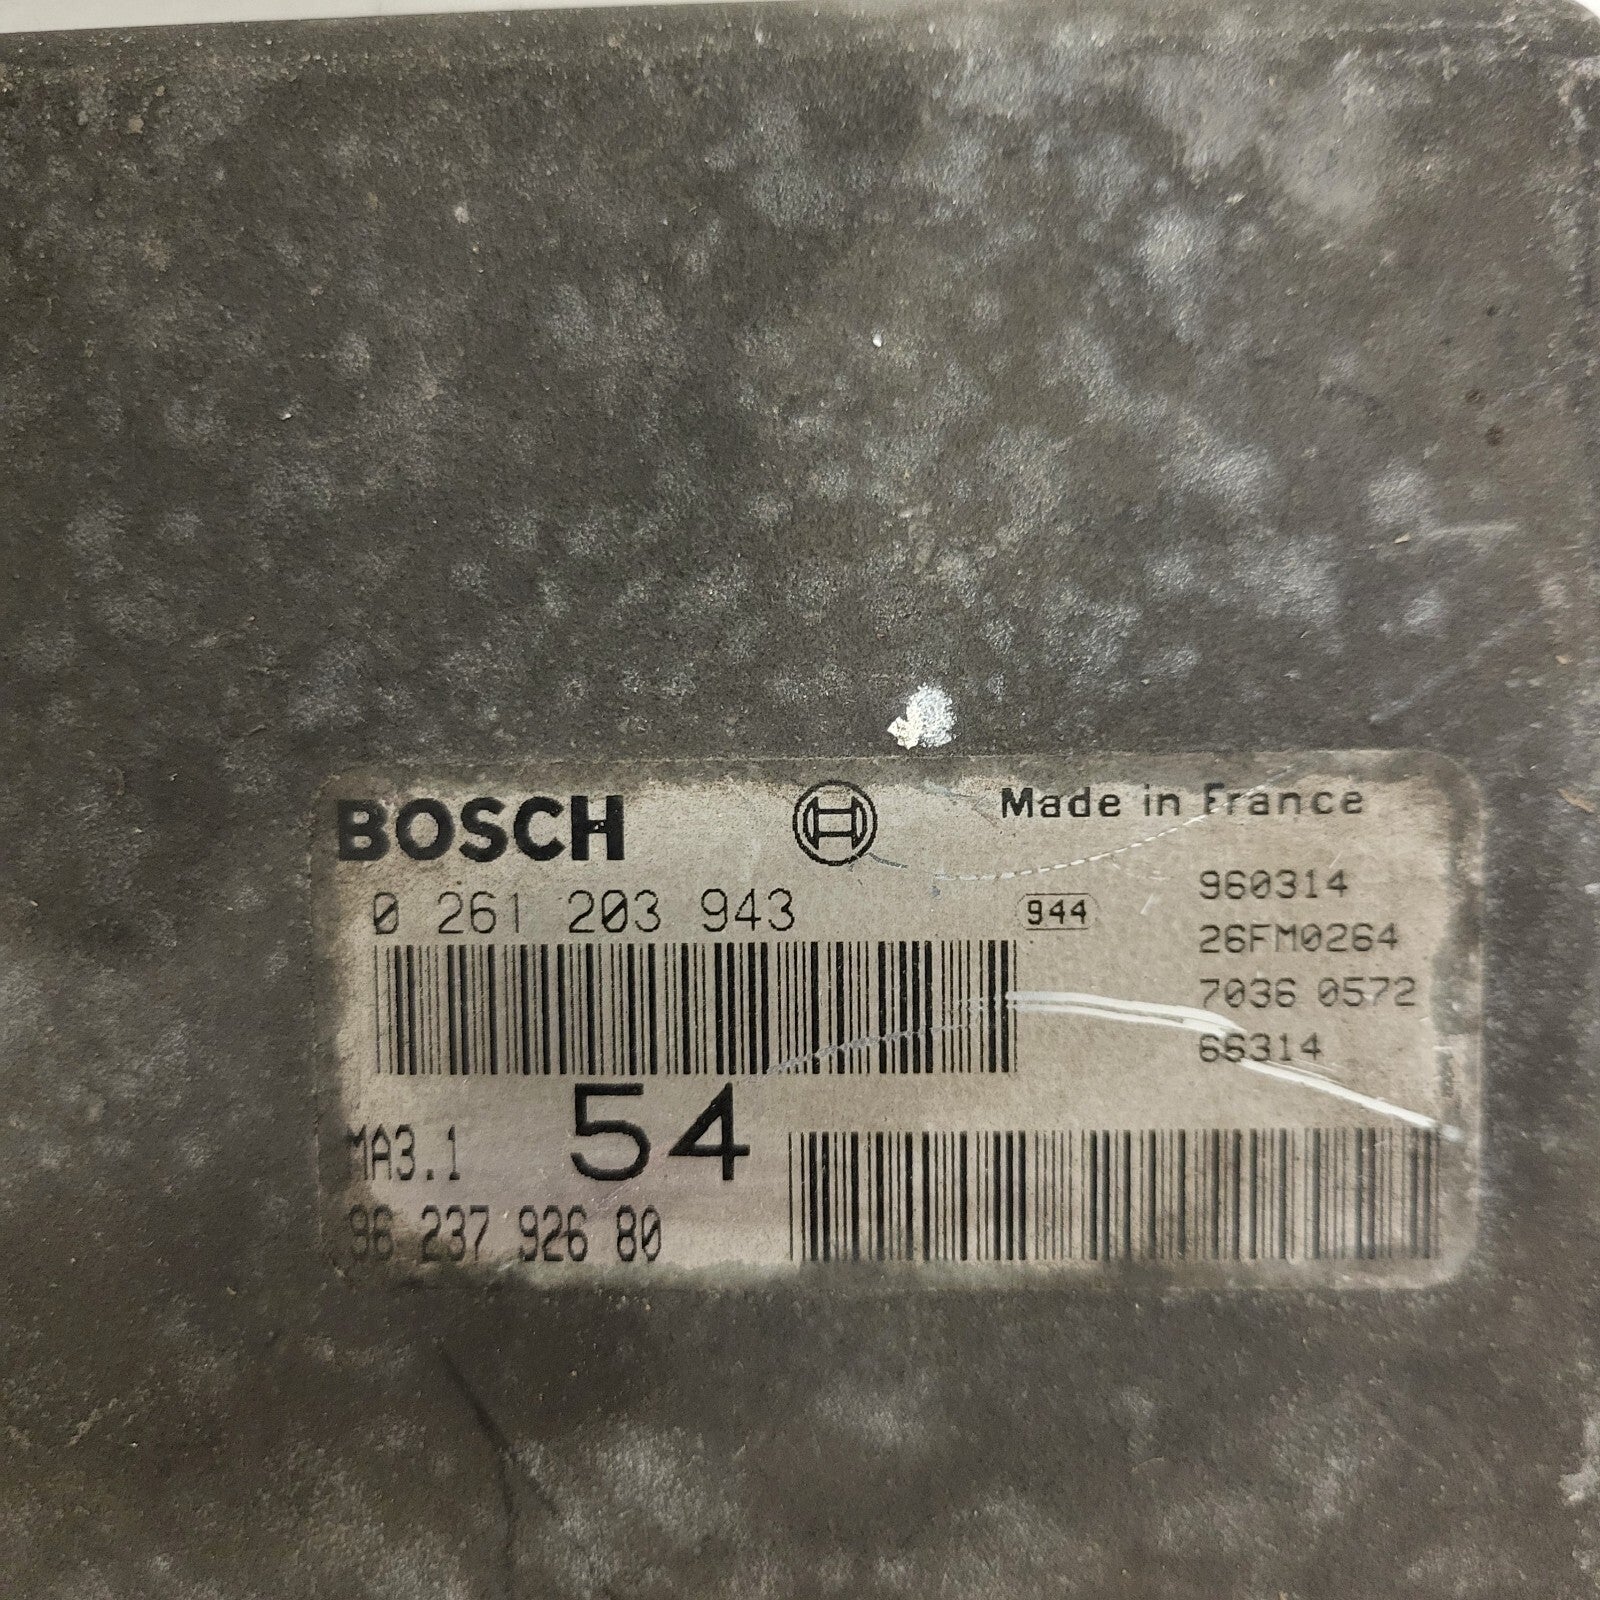 BOSCH
Made in France
0 261 203 943
944
960314
26FM0264
7036 0572
66314
MA3.1
54
96 237 926 80